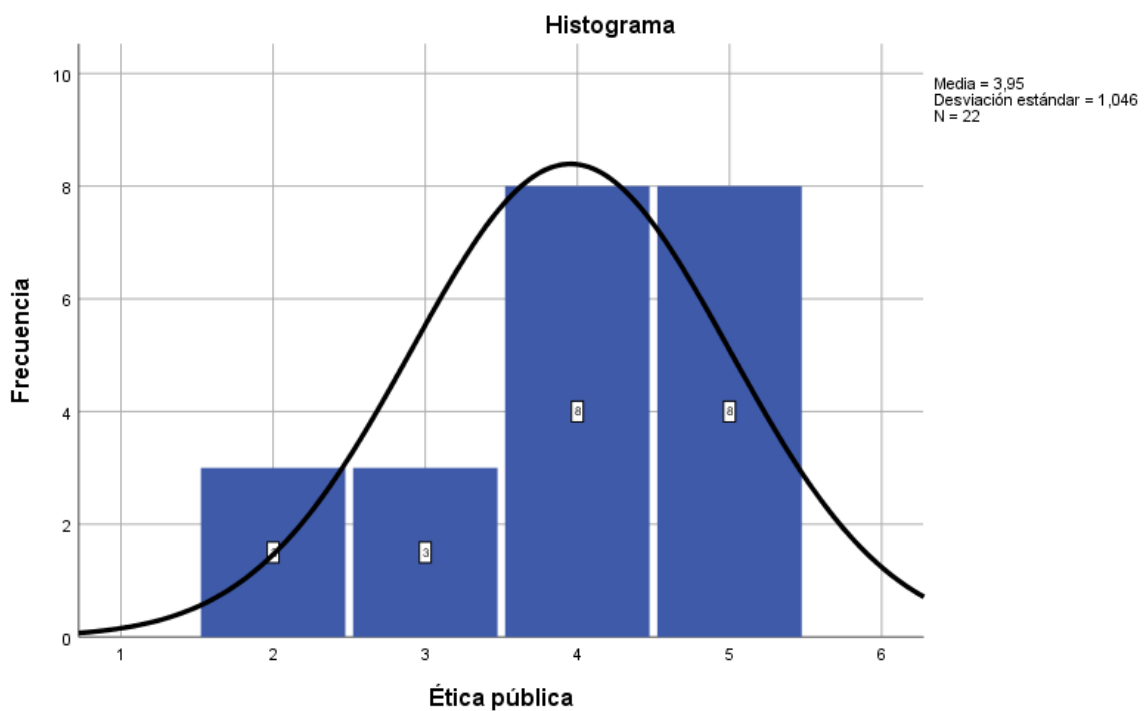 Histograma
Media = 3,95
Desviación estándar = 1,046
N = 22
Frecuencia
10
8
6
4
2
0
8
8
3
1
2
3
4
5
6
Ética pública